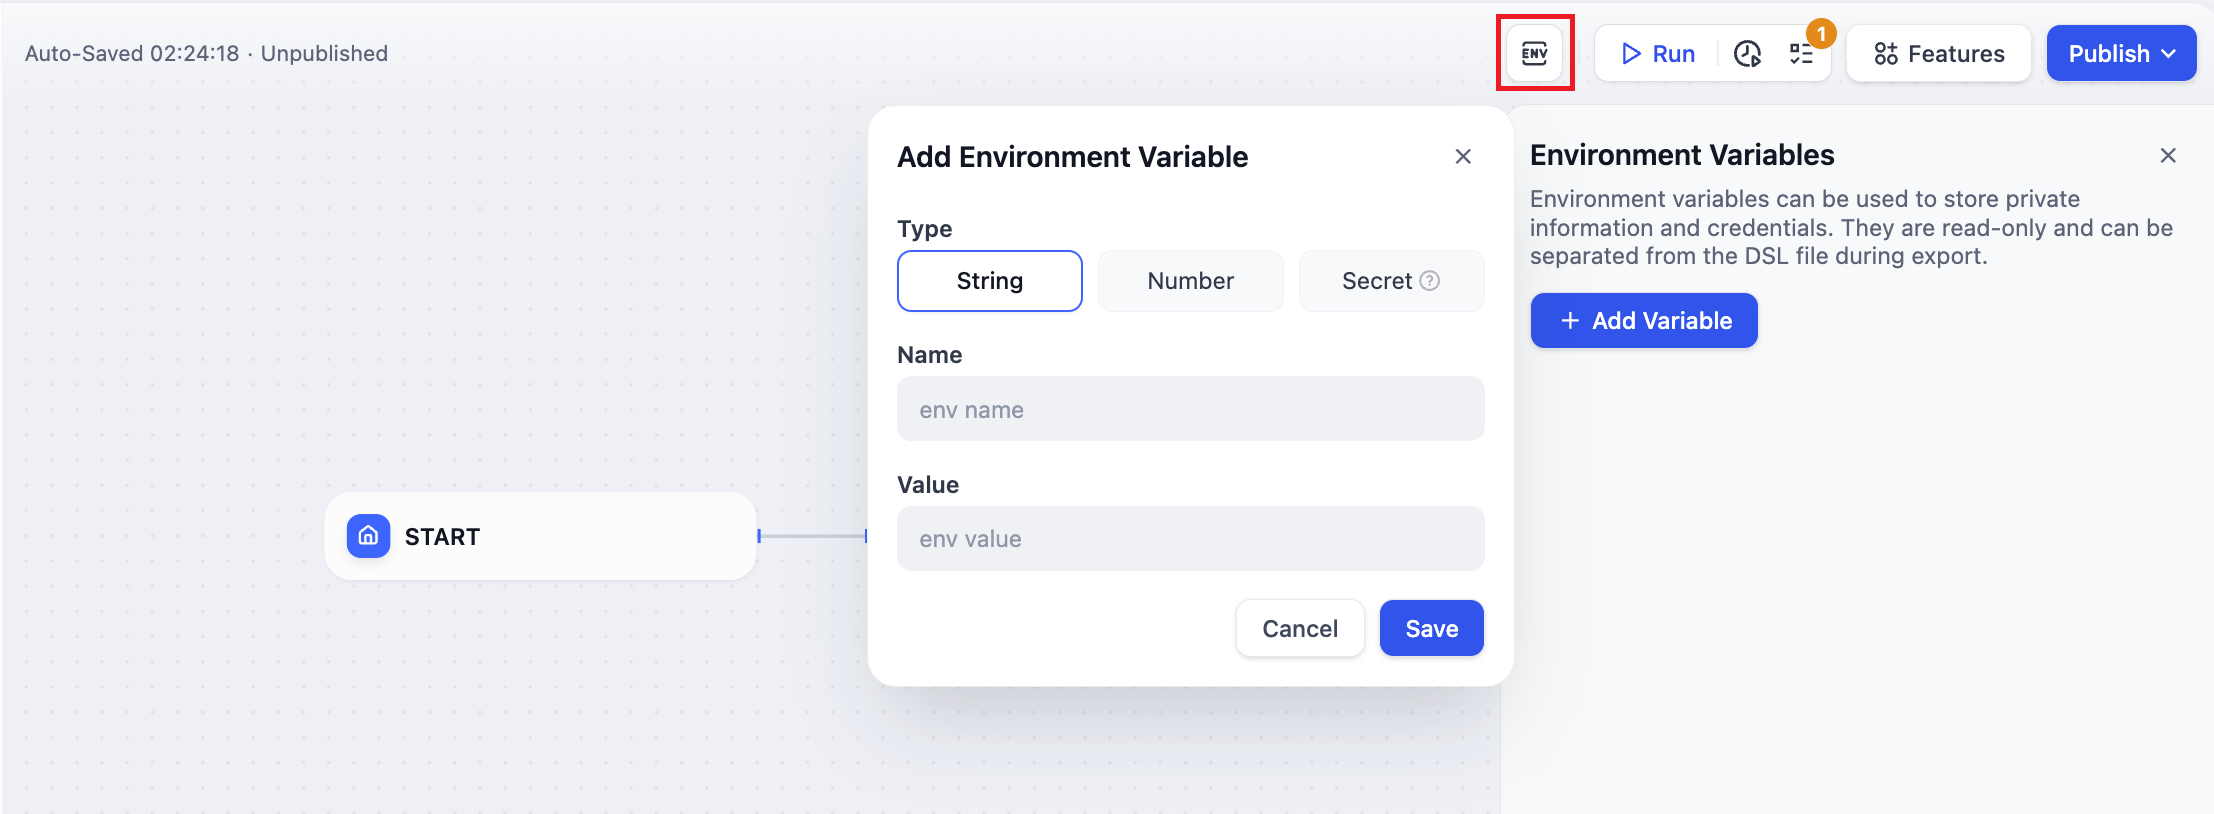 Auto-Saved 02:24:18 · Unpublished
ENV
Run
1
Features
Publish
Add Environment Variable
Type
String
Number
Secret ?
Name
env name
Value
env value
Cancel
Save
Environment Variables
Environment variables can be used to store private
information and credentials. They are read-only and can be
separated from the DSL file during export.
+ Add Variable
START